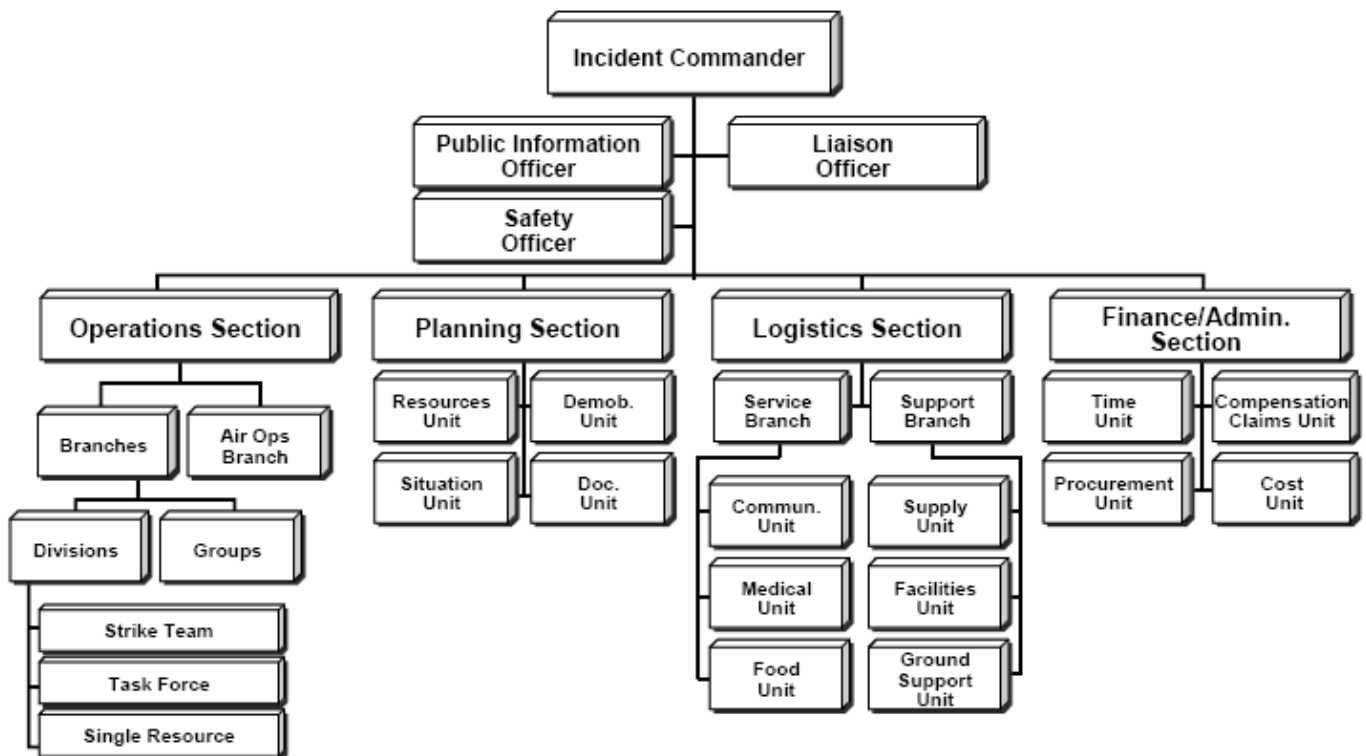 Incident Commander
Public Information
Officer
Liaison
Officer
Safety
Officer
Operations Section
Planning Section
Logistics Section
Finance/Admin.
Section
Branches
Air Ops
Branch
Resources
Unit
Demob.
Unit
Situation
Unit
Doc.
Unit
Service
Branch
Support
Branch
Time
Unit
Compensation
Claims Unit
Procurement
Unit
Cost
Unit
Divisions
Groups
Commun.
Unit
Supply
Unit
Medical
Unit
Facilities
Unit
Food
Unit
Ground
Support
Unit
Strike Team
Task Force
Single Resource